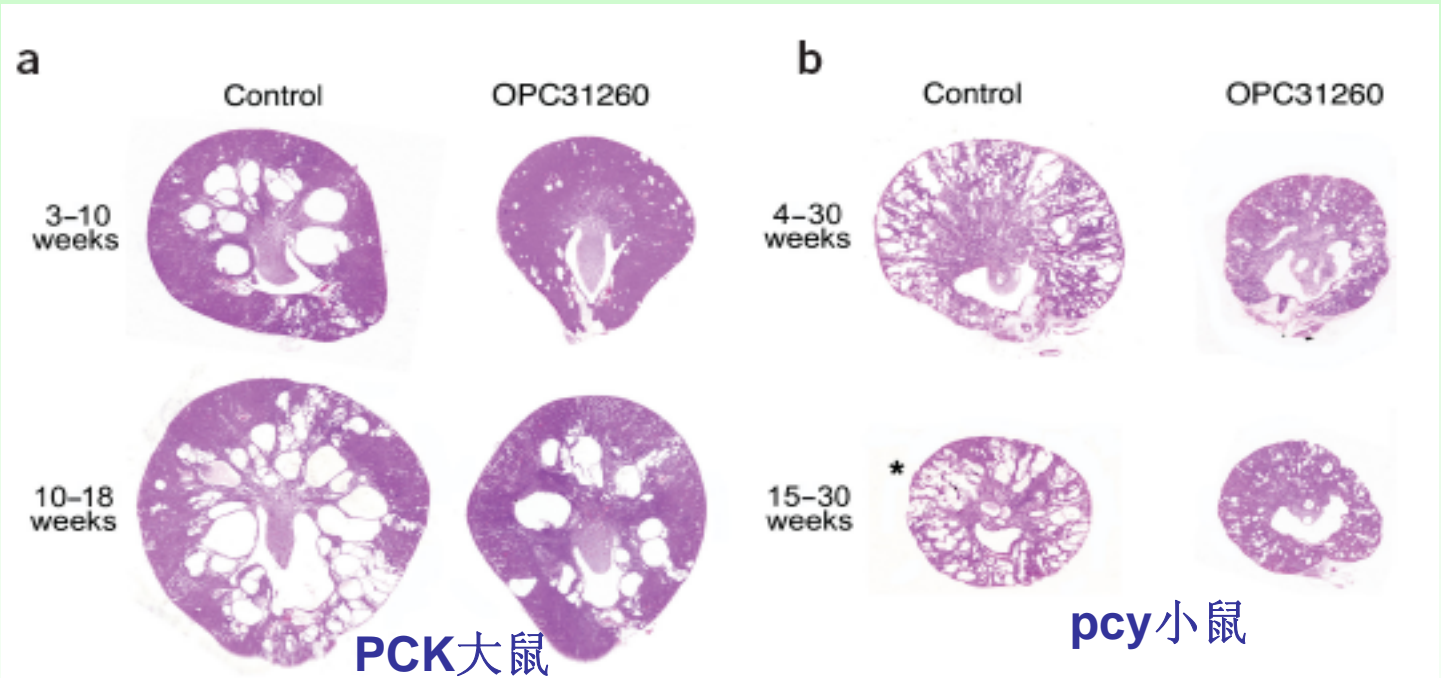 a
Control
OPC31260
3–10
weeks
10–18
weeks
PCK大鼠
b
Control
OPC31260
4–30
weeks
*
15–30
weeks
pcy小鼠